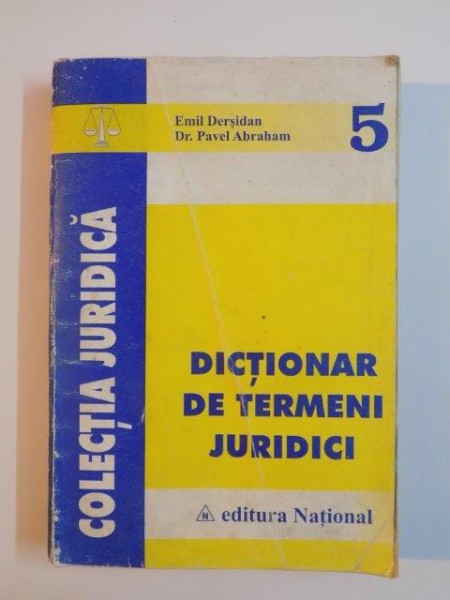 Emil Derșidan
Dr. Pavel Abraham
5
COLECȚIA JURIDICĂ
DICȚIONAR
DE TERMENI
JURIDICI
N editura Național